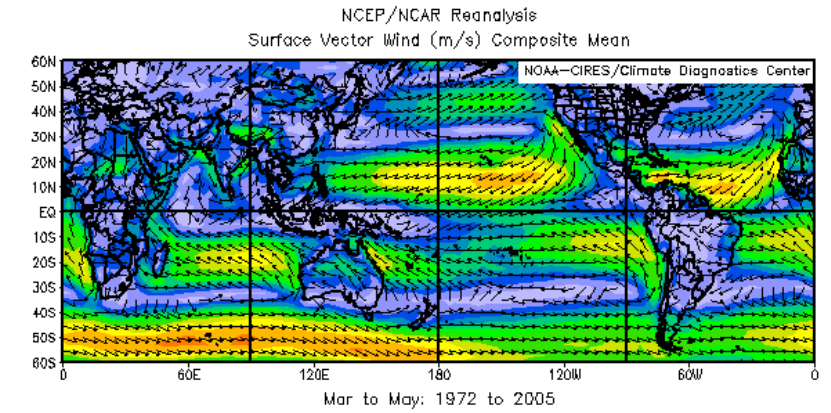 NCEP/NCAR Reanalysis
Surface Vector Wind (m/s) Composite Mean
NOAA-CIRES/Climate Diagnostics Center
60N
50N
40N
30N
20N
10N
EQ
10S
20S
30S
40S
50S
60S
0 60E 120E 180 120W 60W 0
Mar to May: 1972 to 2005